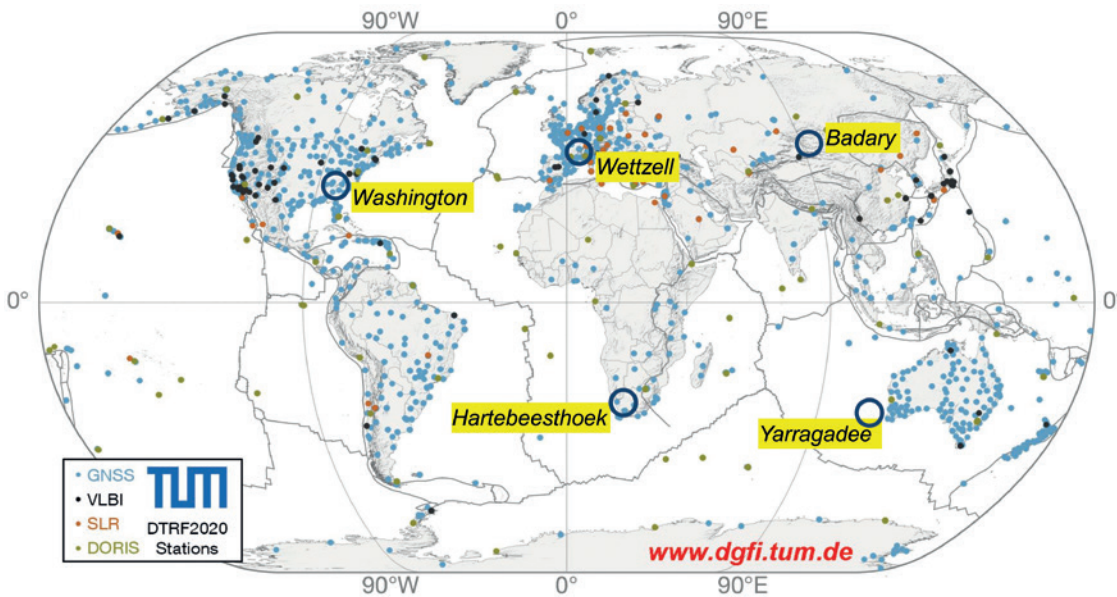 90°W 0° 90°E
Badary
Wettzell
Washington
0° 0°
Hartebeesthoek
Yarragadee
GNSS
VLBI
SLR
DORIS
TUM
DTRF2020
Stations
www.dgfi.tum.de
90°W 0° 90°E